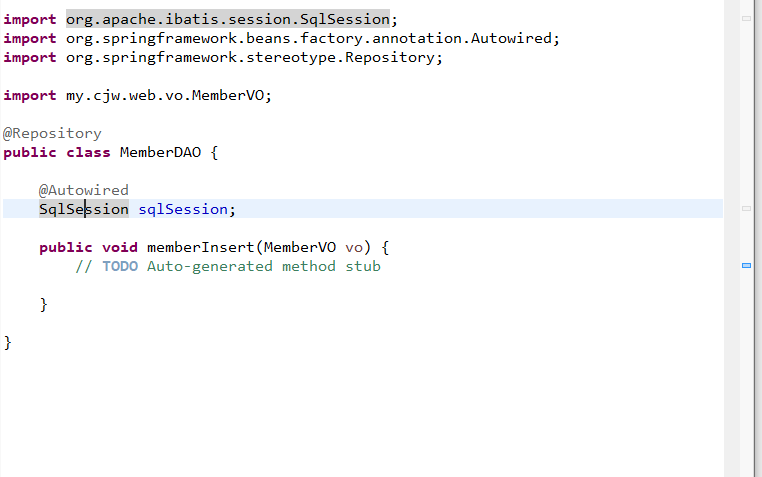 import org.apache.ibatis.session.SqlSession;
import org.springframework.beans.factory.annotation.Autowired;
import org.springframework.stereotype.Repository;
import my.cjw.web.vo.MemberVO;
@Repository
public class MemberDAO {
@Autowired
SqlSession sqlSession;
public void memberInsert(MemberVO vo) {
// TODO Auto-generated method stub
}
}